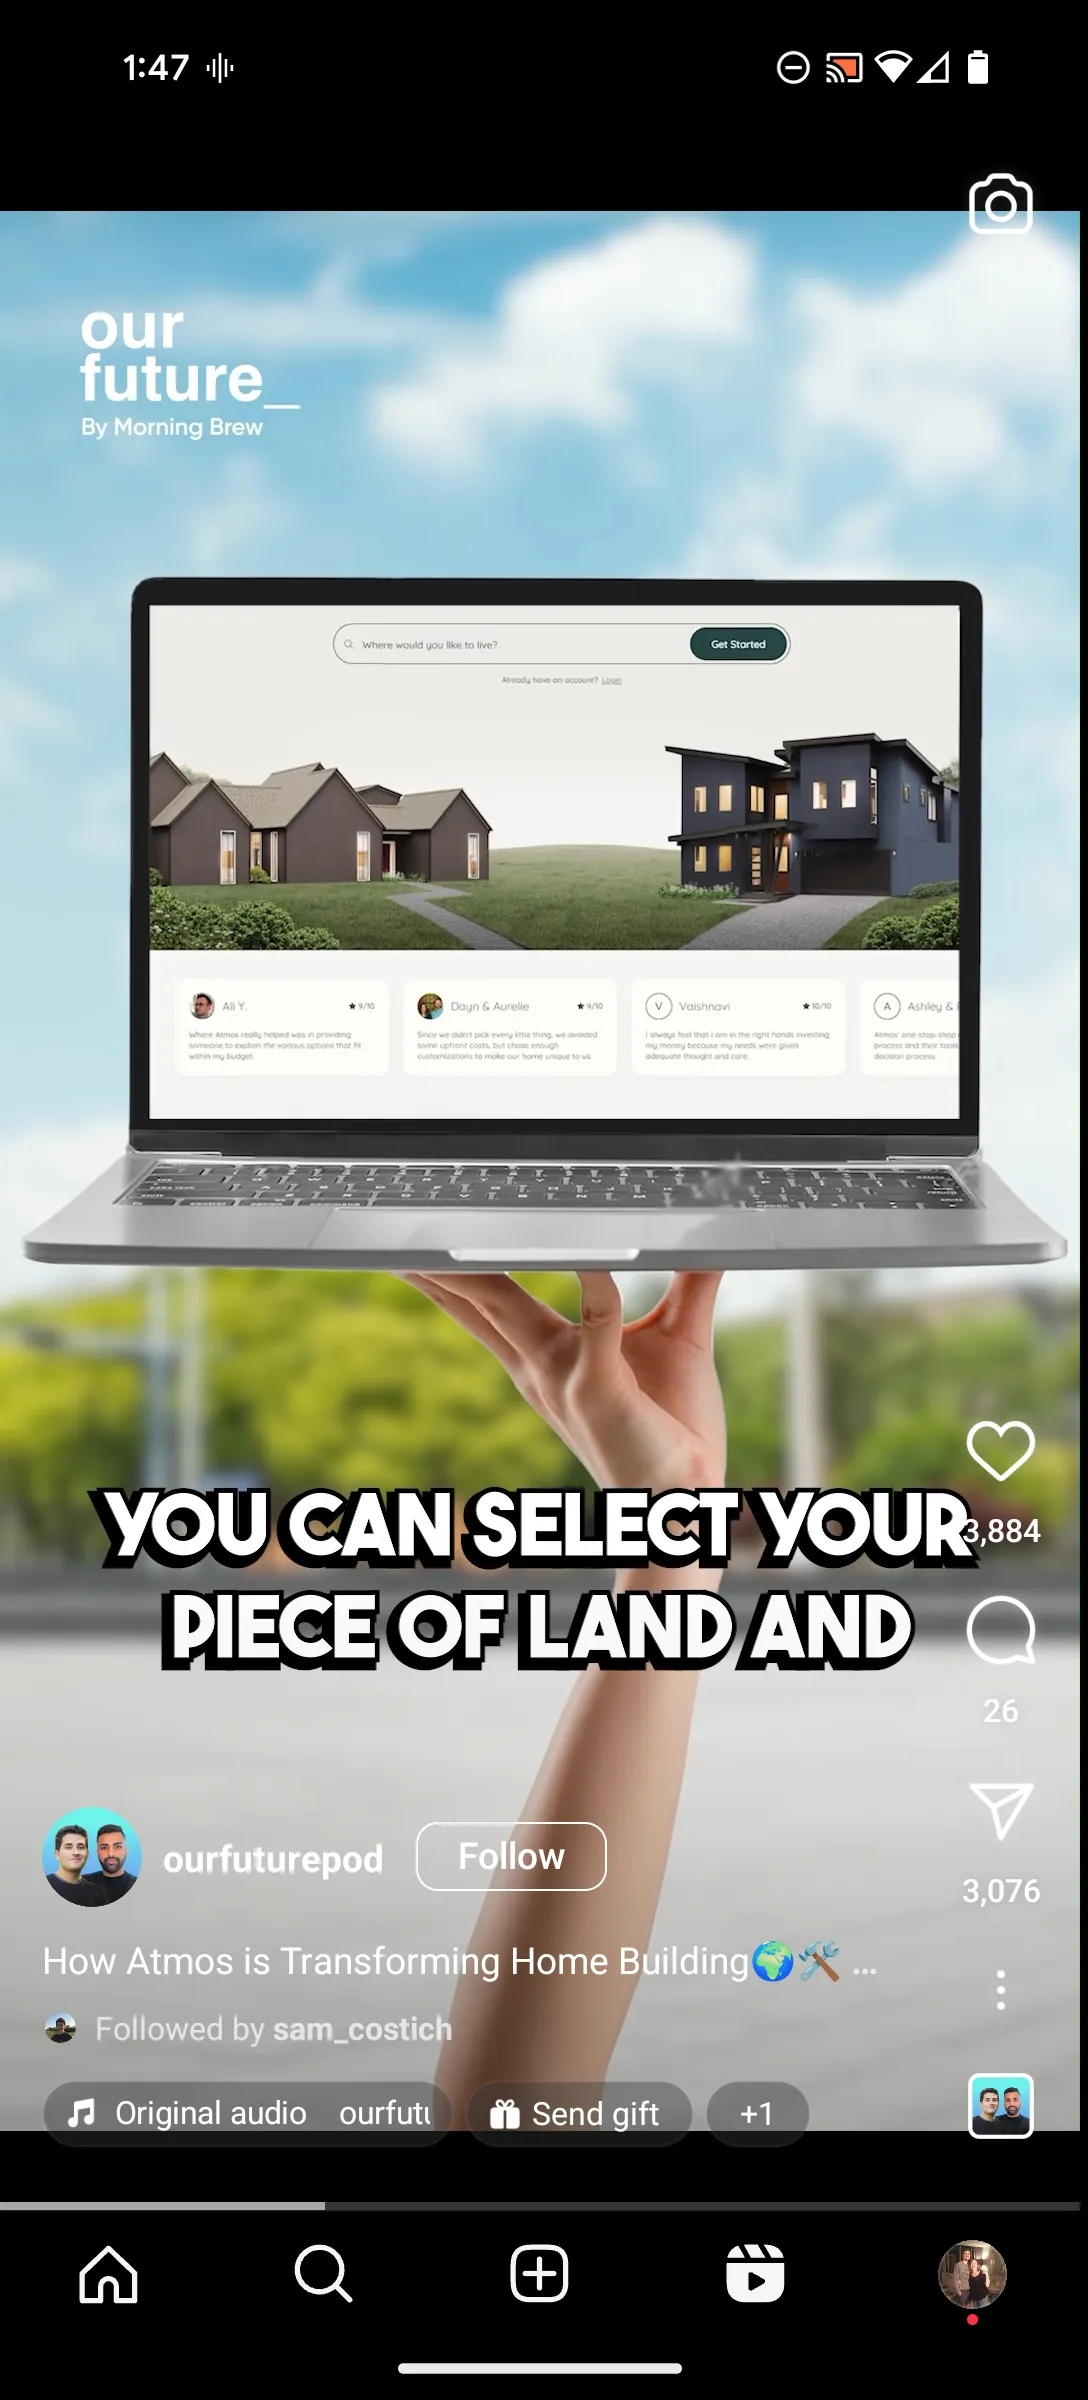 1:47
our
future_
By Morning Brew
Where would you like to live?
Get Started
Already have an account? Login
Ali Y.
9/10
Where Atmos really helped was in providing
someone to explain the various options that fit
within my budget.
Dayn & Aurelie
9/10
Since we didn't pick every little thing, we avoided
some upfront costs, but chose enough
customizations to make our home unique to us.
V
Vaishnavi
10/10
I always feel that I am in the right hands investing
my money because my needs were given
adequate thought and care.
A
Ashley &
Atmos' one-stop-shop
process and their tools
decision process.
YOU CAN SELECT YOUR
PIECE OF LAND AND
3,884
26
3,076
ourfuturepod
Follow
How Atmos is Transforming Home Building🌍🛠️ ...
Followed by sam_costich
Original audio ourfutu
Send gift
+1